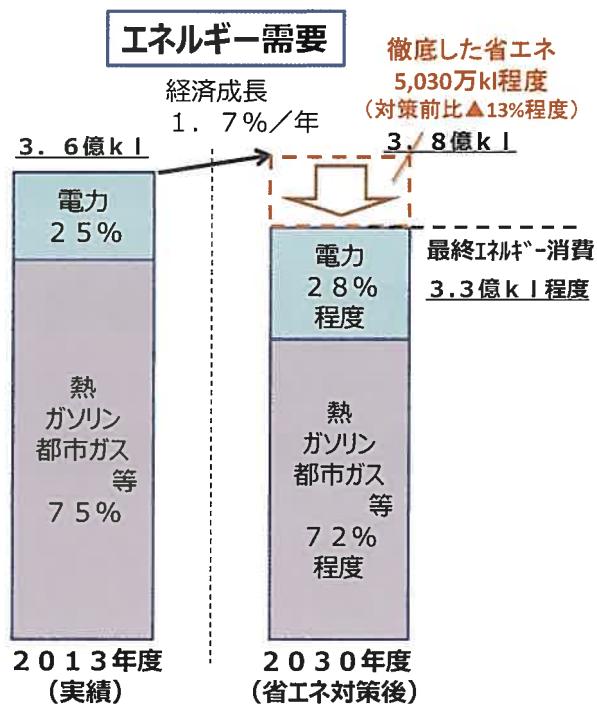 エネルギー需要
徹底した省エネ
5,030万kl程度
（対策前比▲13%程度）
経済成長
１．７％／年
３．６億ｋｌ
３．８億ｋｌ
電力
２５％
電力
２８％
程度
最終ｴﾈﾙｷﾞｰ消費
３.３億ｋｌ程度
熱
ガソリン
都市ガス
等
７５％
熱
ガソリン
都市ガス
等
７２％
程度
２０１３年度
（実績）
２０３０年度
（省エネ対策後）